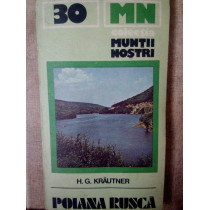 30 MN
colecția
MUNȚII
NOȘTRI
H. G. KRÄUTNER
POIANA RUSCA